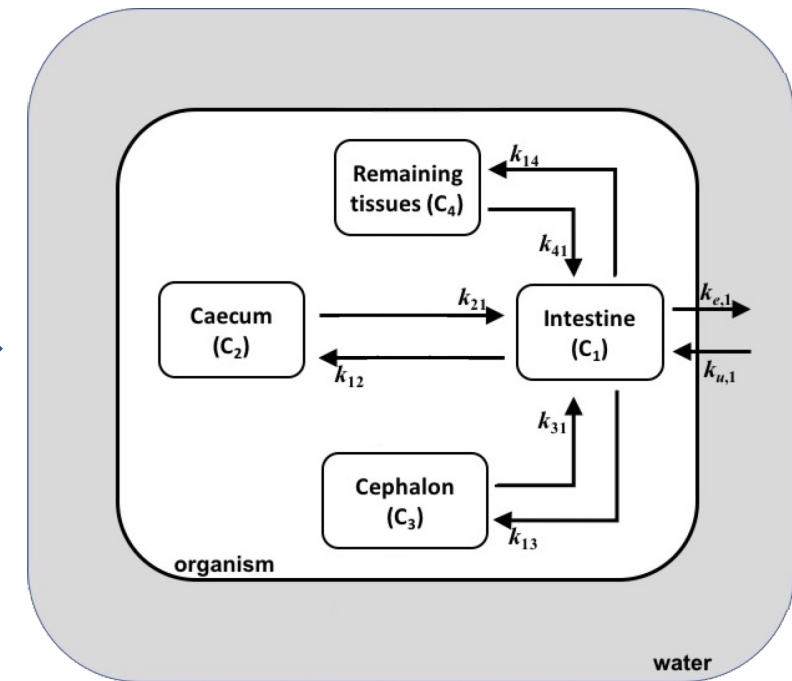 k₁₄
Remaining
tissues (C₄)
k₄₁
Caecum
(C₂)
k₂₁
k₁₂
Intestine
(C₁)
kₑ,₁
kᵤ,₁
k₃₁
Cephalon
(C₃)
k₁₃
organism
water